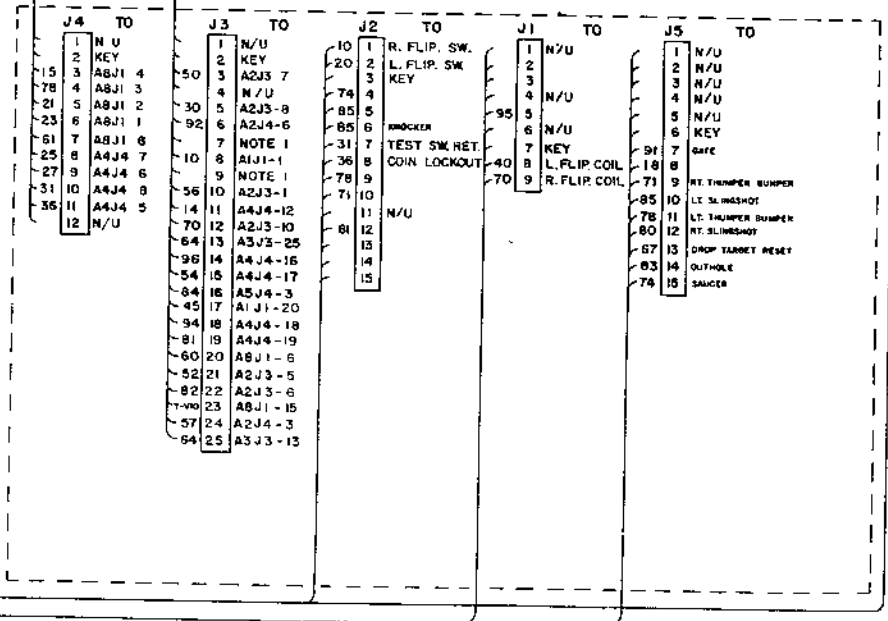 J4 TO
1 N U
2 KEY
15 3 A8J1 4
78 4 A8J1 3
21 5 A8J1 2
23 6 A8J1 1
61 7 A8J1 6
25 8 A4J4 7
27 9 A4J4 6
31 10 A4J4 8
36 11 A4J4 5
12 N/U
J3 TO
1 N/U
2 KEY
50 3 A2J3 7
4 N/U
30 5 A2J3-8
92 6 A2J4-6
7 NOTE 1
10 8 A1J1-1
9 NOTE 1
56 10 A2J3-1
14 11 A4J4-12
70 12 A2J3-10
64 13 A3J3-25
96 14 A4J4-16
54 15 A4J4-17
84 16 A5J4-3
45 17 A1J1-20
94 18 A4J4-18
81 19 A4J4-19
60 20 A8J1-6
52 21 A2J3-5
82 22 A2J3-6
T-VIO 23 A8J1-15
57 24 A2J4-3
64 25 A3J3-13
J2 TO
10 1 R. FLIP. SW.
20 2 L. FLIP. SW.
3 KEY
74 4
85 5
85 6 KNOCKER
31 7 TEST SW. RET.
36 8 COIN LOCKOUT
78 9
71 10
11 N/U
81 12
13
14
15
J1 TO
1 N/U
2
3
4 N/U
95 5
6 N/U
7 KEY
40 8 L. FLIP. COIL
70 9 R. FLIP. COIL
J5 TO
1 N/U
2 N/U
3 N/U
4 N/U
5 N/U
6 KEY
91 7 GATE
18 8
71 9 RT. THUMPER BUMPER
85 10 LT. SLINGSHOT
78 11 LT. THUMPER BUMPER
80 12 RT. SLINGSHOT
67 13 DROP TARGET RESET
83 14 OUTHOLE
74 15 SAUCER